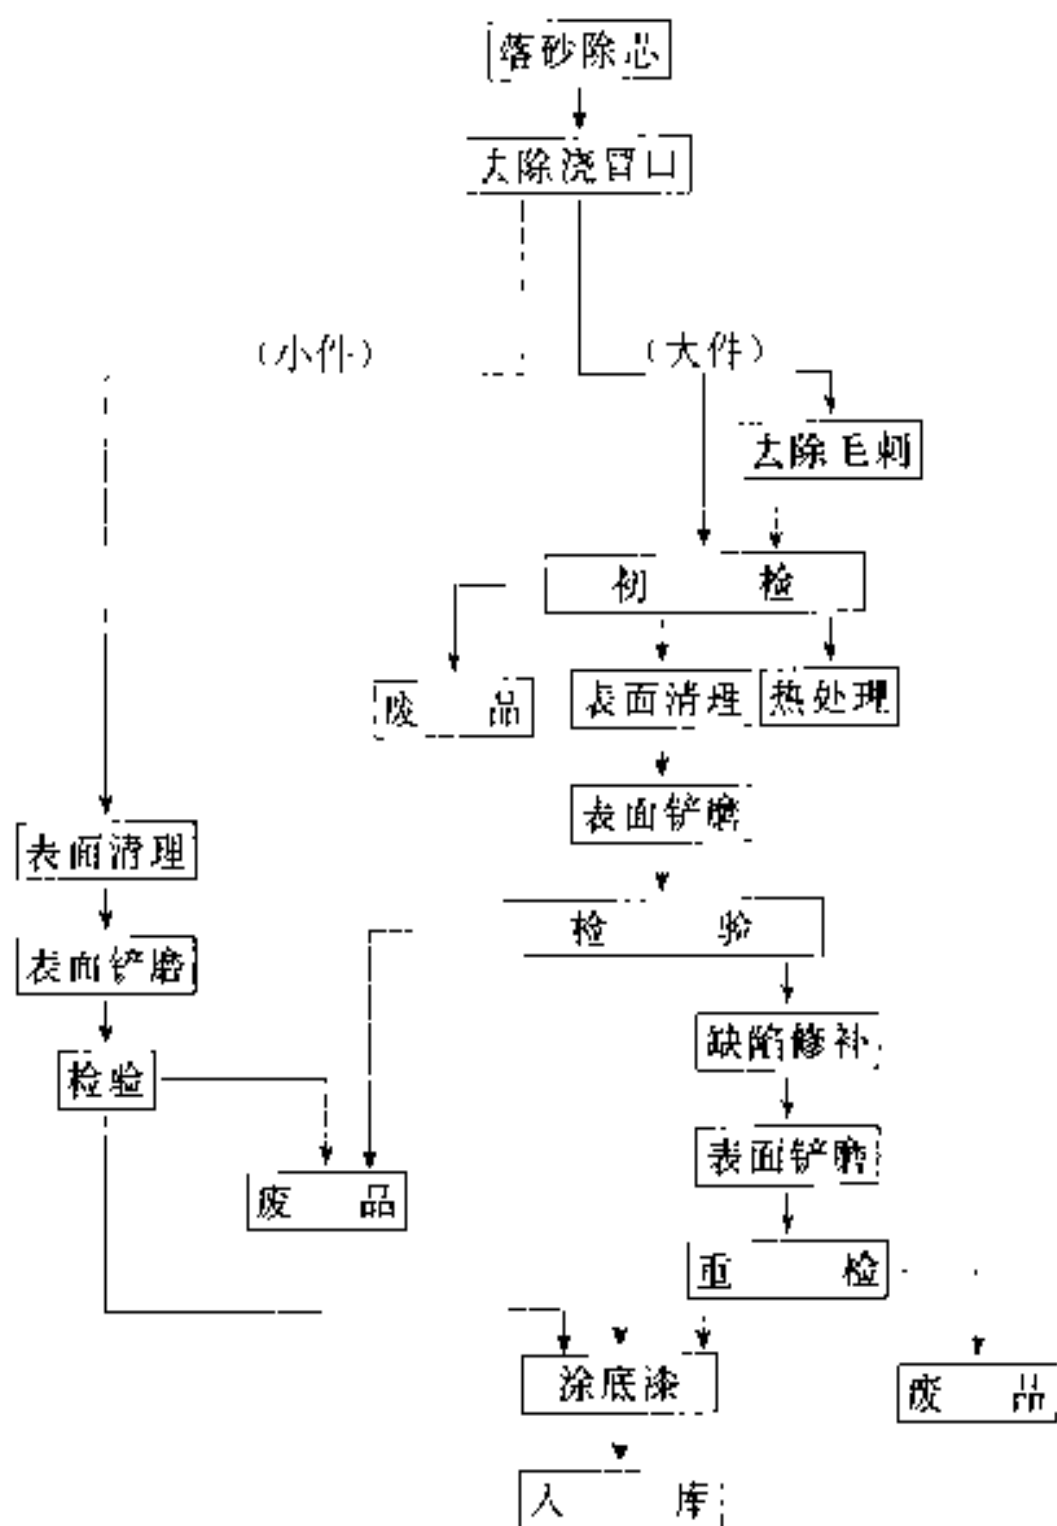 落砂除芯
去除浇冒口
（小件）
（大件）
去除毛刺
初 检
废 品
表面清理
热处理
表面铲磨
表面清理
检 验
表面铲磨
缺陷修补
检验
表面铲磨
废 品
重 检
涂底漆
废 品
入 库